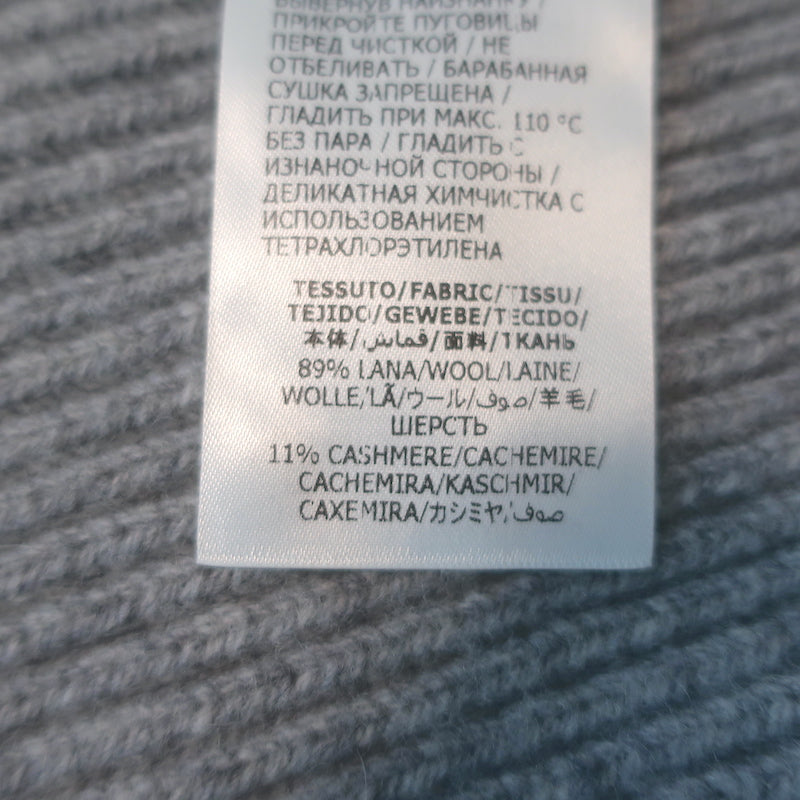 ВЫВЕРНУВ НАИЗНАНКУ /
ПРИКРОЙТЕ ПУГОВИЦЫ
ПЕРЕД ЧИСТКОЙ / НЕ
ОТБЕЛИВАТЬ / БАРАБАННАЯ
СУШКА ЗАПРЕЩЕНА /
ГЛАДИТЬ ПРИ МАКС. 110 °C
БЕЗ ПАРА / ГЛАДИТЬ С
ИЗНАНОЧНОЙ СТОРОНЫ /
ДЕЛИКАТНАЯ ХИМЧИСТКА С
ИСПОЛЬЗОВАНИЕМ
ТЕТРАХЛОРЭТИЛЕНА
TESSUTO/FABRIC/TISSU/
TEJIDO/GEWEBE/TECIDO/
本体/قماش/面料/ТКАНЬ
89% LANA/WOOL/LAINE/
WOLLE/LÃ/ウール/صوف/羊毛/
ШЕРСТЬ
11% CASHMERE/CACHEMIRE/
CACHEMIRA/KASCHMIR/
CAXEMIRA/カシミヤ/صوف